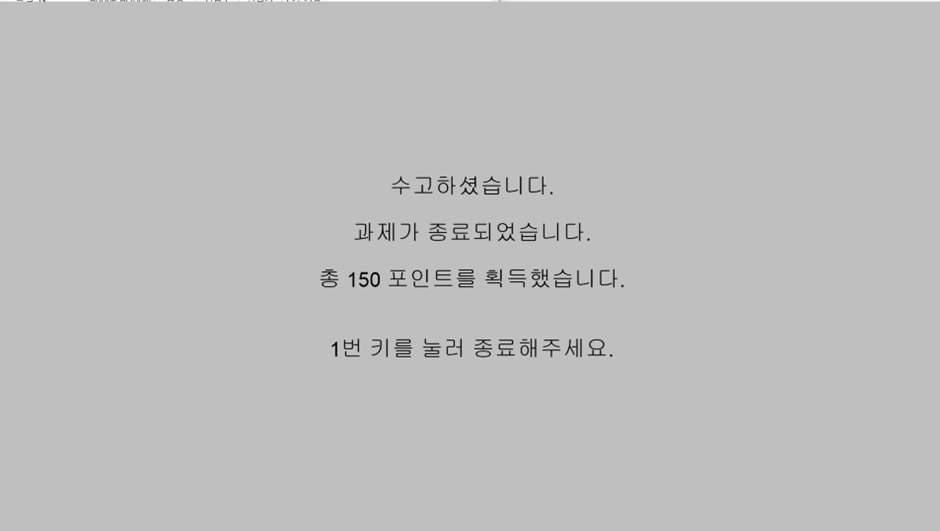 수고하셨습니다.
과제가 종료되었습니다.
총 150 포인트를 획득했습니다.
1번 키를 눌러 종료해주세요.